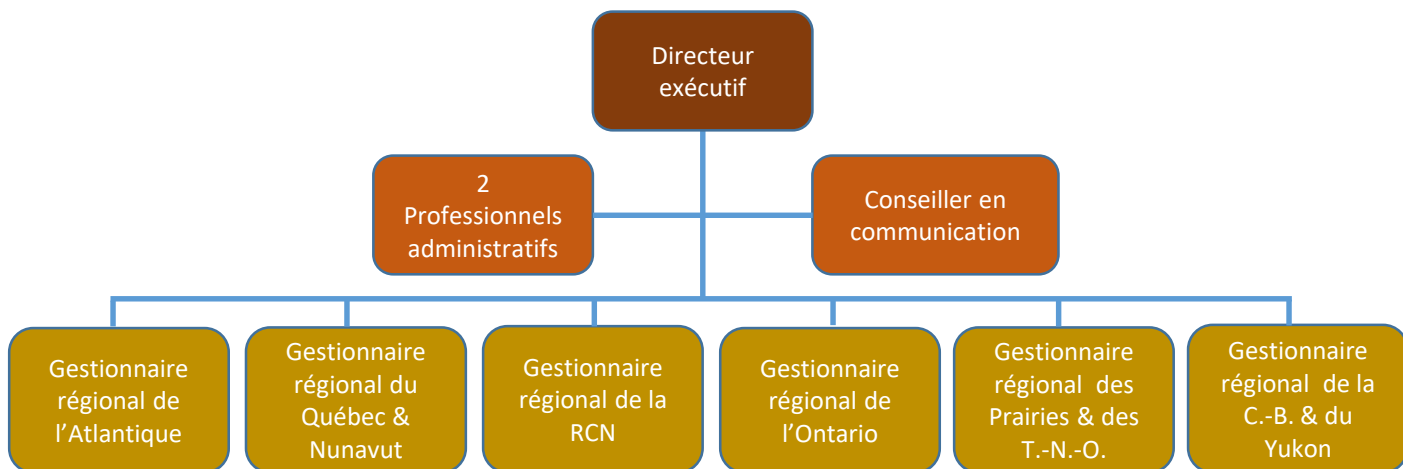 Directeur
exécutif
2
Professionnels
administratifs
Conseiller en
communication
Gestionnaire
régional de
l'Atlantique
Gestionnaire
régional du
Québec &
Nunavut
Gestionnaire
régional de la
RCN
Gestionnaire
régional de
l'Ontario
Gestionnaire
régional des
Prairies & des
T.-N.-O.
Gestionnaire
régional de la
C.-B. & du
Yukon